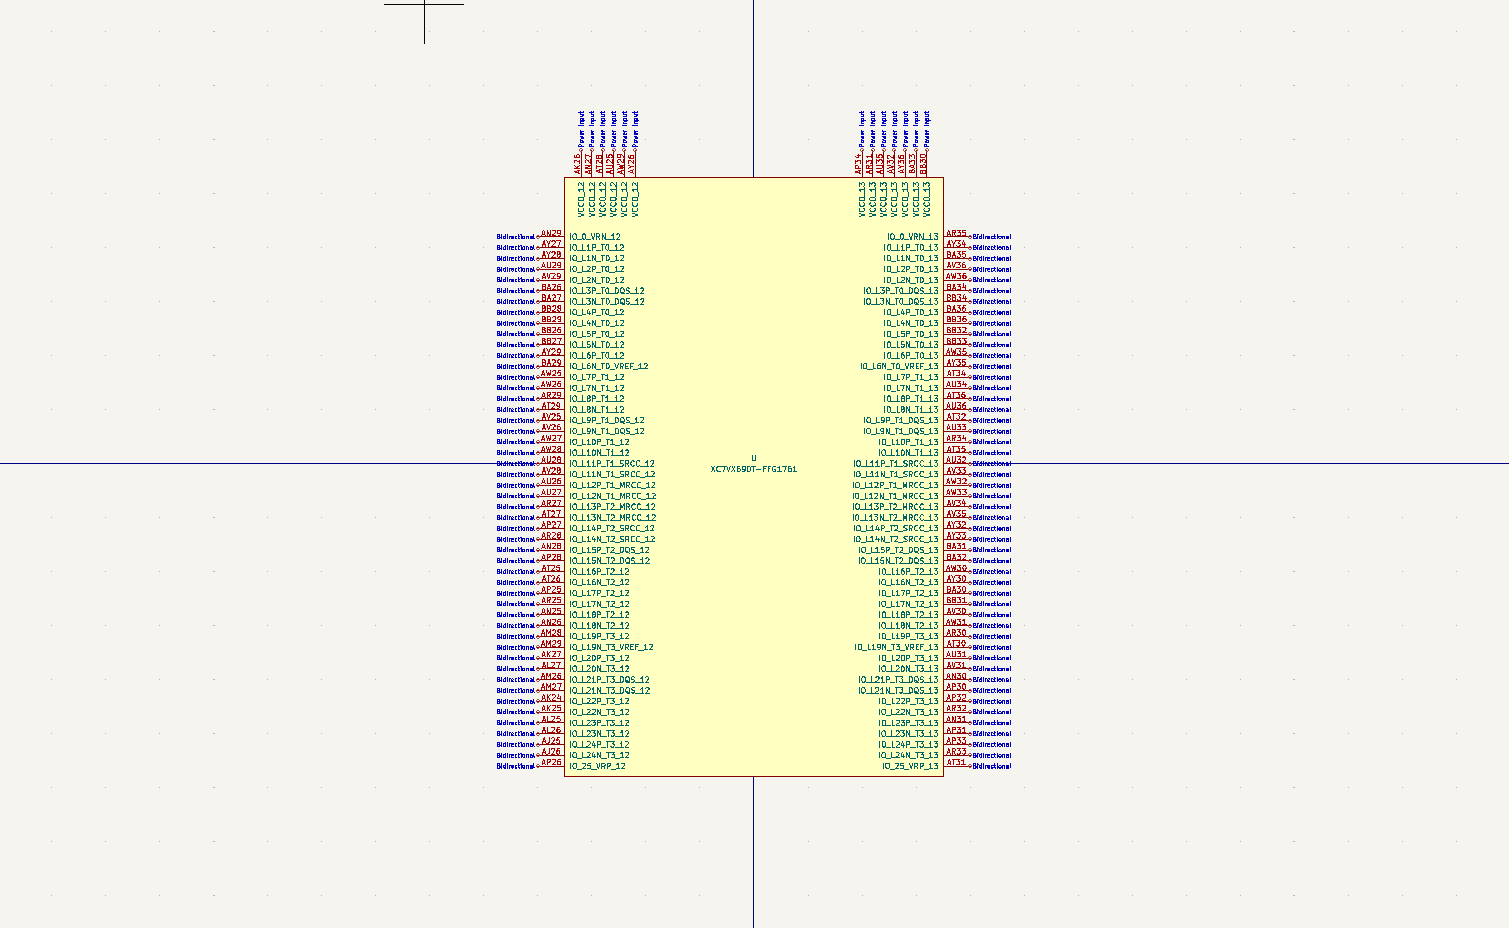 Power Input Power Input Power Input Power Input Power Input Power Input Power Input Power Input Power Input Power Input Power Input Power Input Power Input
AK26 AN27 AT28 AU25 AW29 AY26 AP34 AR31 AU35 AV32 AY36 BA33 BB30
VCCO_12 VCCO_12 VCCO_12 VCCO_12 VCCO_12 VCCO_12 VCCO_13 VCCO_13 VCCO_13 VCCO_13 VCCO_13 VCCO_13 VCCO_13
Bidirectional AN29 IO_0_VRN_12 IO_0_VRN_13 AR35 Bidirectional
Bidirectional AY27 IO_L1P_T0_12 IO_L1P_T0_13 AY34 Bidirectional
Bidirectional AY28 IO_L1N_T0_12 IO_L1N_T0_13 BA35 Bidirectional
Bidirectional AU29 IO_L2P_T0_12 IO_L2P_T0_13 AV36 Bidirectional
Bidirectional AV29 IO_L2N_T0_12 IO_L2N_T0_13 AW36 Bidirectional
Bidirectional BA26 IO_L3P_T0_DQS_12 IO_L3P_T0_DQS_13 BA34 Bidirectional
Bidirectional BA27 IO_L3N_T0_DQS_12 IO_L3N_T0_DQS_13 BB34 Bidirectional
Bidirectional BB28 IO_L4P_T0_12 IO_L4P_T0_13 BA36 Bidirectional
Bidirectional BB29 IO_L4N_T0_12 IO_L4N_T0_13 BB36 Bidirectional
Bidirectional BB26 IO_L5P_T0_12 IO_L5P_T0_13 BB32 Bidirectional
Bidirectional BB27 IO_L5N_T0_12 IO_L5N_T0_13 BB33 Bidirectional
Bidirectional AY29 IO_L6P_T0_12 IO_L6P_T0_13 AW35 Bidirectional
Bidirectional BA29 IO_L6N_T0_VREF_12 IO_L6N_T0_VREF_13 AY35 Bidirectional
Bidirectional AW25 IO_L7P_T1_12 IO_L7P_T1_13 AT34 Bidirectional
Bidirectional AW26 IO_L7N_T1_12 IO_L7N_T1_13 AU34 Bidirectional
Bidirectional AR29 IO_L8P_T1_12 IO_L8P_T1_13 AT36 Bidirectional
Bidirectional AT29 IO_L8N_T1_12 IO_L8N_T1_13 AU36 Bidirectional
Bidirectional AV25 IO_L9P_T1_DQS_12 IO_L9P_T1_DQS_13 AT32 Bidirectional
Bidirectional AV26 IO_L9N_T1_DQS_12 IO_L9N_T1_DQS_13 AU33 Bidirectional
Bidirectional AW27 IO_L10P_T1_12 IO_L10P_T1_13 AR34 Bidirectional
Bidirectional AW28 IO_L10N_T1_12 IO_L10N_T1_13 AT35 Bidirectional
U
Bidirectional AU28 IO_L11P_T1_SRCC_12 IO_L11P_T1_SRCC_13 AU32 Bidirectional
XC7VX690T-FFG1761
Bidirectional AV28 IO_L11N_T1_SRCC_12 IO_L11N_T1_SRCC_13 AV33 Bidirectional
Bidirectional AU26 IO_L12P_T1_MRCC_12 IO_L12P_T1_MRCC_13 AW32 Bidirectional
Bidirectional AU27 IO_L12N_T1_MRCC_12 IO_L12N_T1_MRCC_13 AW33 Bidirectional
Bidirectional AR27 IO_L13P_T2_MRCC_12 IO_L13P_T2_MRCC_13 AV34 Bidirectional
Bidirectional AT27 IO_L13N_T2_MRCC_12 IO_L13N_T2_MRCC_13 AV35 Bidirectional
Bidirectional AP27 IO_L14P_T2_SRCC_12 IO_L14P_T2_SRCC_13 AY32 Bidirectional
Bidirectional AR28 IO_L14N_T2_SRCC_12 IO_L14N_T2_SRCC_13 AY33 Bidirectional
Bidirectional AN28 IO_L15P_T2_DQS_12 IO_L15P_T2_DQS_13 BA31 Bidirectional
Bidirectional AP28 IO_L15N_T2_DQS_12 IO_L15N_T2_DQS_13 BA32 Bidirectional
Bidirectional AT25 IO_L16P_T2_12 IO_L16P_T2_13 AW30 Bidirectional
Bidirectional AT26 IO_L16N_T2_12 IO_L16N_T2_13 AY30 Bidirectional
Bidirectional AP25 IO_L17P_T2_12 IO_L17P_T2_13 BA30 Bidirectional
Bidirectional AR25 IO_L17N_T2_12 IO_L17N_T2_13 BB31 Bidirectional
Bidirectional AN25 IO_L18P_T2_12 IO_L18P_T2_13 AV30 Bidirectional
Bidirectional AN26 IO_L18N_T2_12 IO_L18N_T2_13 AW31 Bidirectional
Bidirectional AM28 IO_L19P_T3_12 IO_L19P_T3_13 AR30 Bidirectional
Bidirectional AM29 IO_L19N_T3_VREF_12 IO_L19N_T3_VREF_13 AT30 Bidirectional
Bidirectional AK27 IO_L20P_T3_12 IO_L20P_T3_13 AU31 Bidirectional
Bidirectional AL27 IO_L20N_T3_12 IO_L20N_T3_13 AV31 Bidirectional
Bidirectional AM26 IO_L21P_T3_DQS_12 IO_L21P_T3_DQS_13 AN30 Bidirectional
Bidirectional AM27 IO_L21N_T3_DQS_12 IO_L21N_T3_DQS_13 AP30 Bidirectional
Bidirectional AK24 IO_L22P_T3_12 IO_L22P_T3_13 AP32 Bidirectional
Bidirectional AK25 IO_L22N_T3_12 IO_L22N_T3_13 AR32 Bidirectional
Bidirectional AL25 IO_L23P_T3_12 IO_L23P_T3_13 AN31 Bidirectional
Bidirectional AL26 IO_L23N_T3_12 IO_L23N_T3_13 AP31 Bidirectional
Bidirectional AJ25 IO_L24P_T3_12 IO_L24P_T3_13 AP33 Bidirectional
Bidirectional AJ26 IO_L24N_T3_12 IO_L24N_T3_13 AR33 Bidirectional
Bidirectional AP26 IO_25_VRP_12 IO_25_VRP_13 AT31 Bidirectional